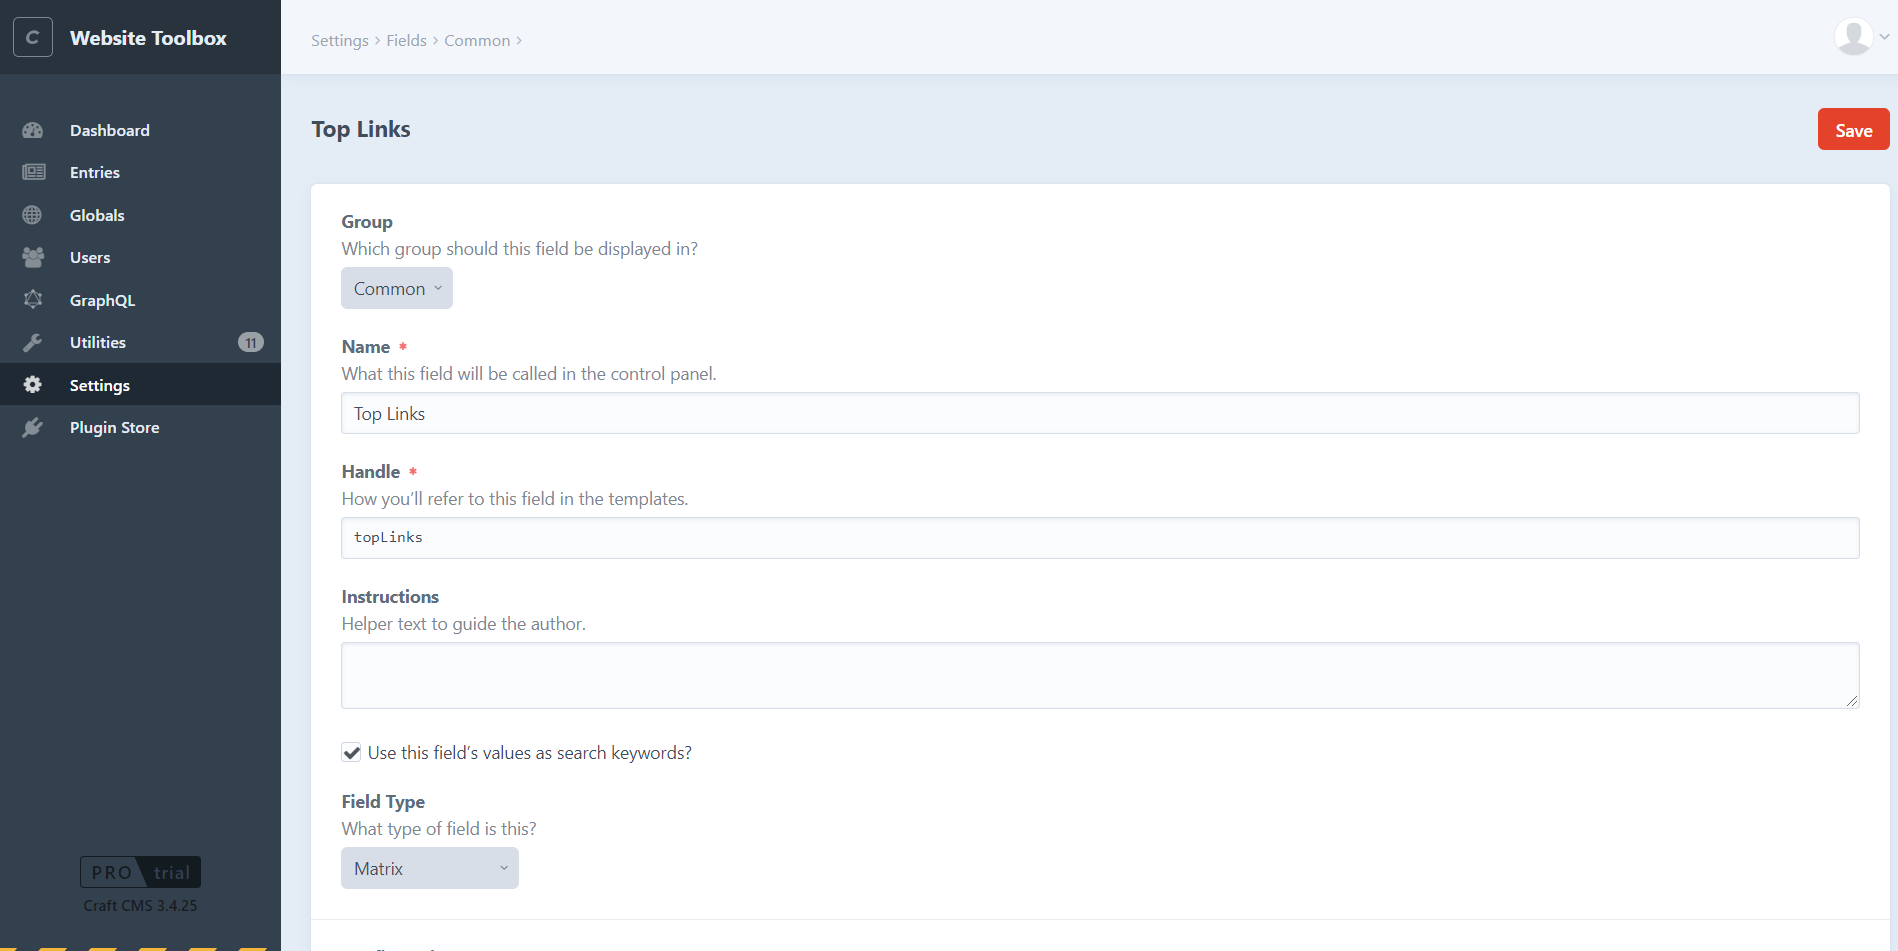 C
Website Toolbox
Settings > Fields > Common >
Dashboard
Entries
Globals
Users
GraphQL
Utilities 11
Settings
Plugin Store
PRO trial
Craft CMS 3.4.25
Top Links
Save
Group
Which group should this field be displayed in?
Common
Name *
What this field will be called in the control panel.
Top Links
Handle *
How you’ll refer to this field in the templates.
topLinks
Instructions
Helper text to guide the author.
Use this field’s values as search keywords?
Field Type
What type of field is this?
Matrix